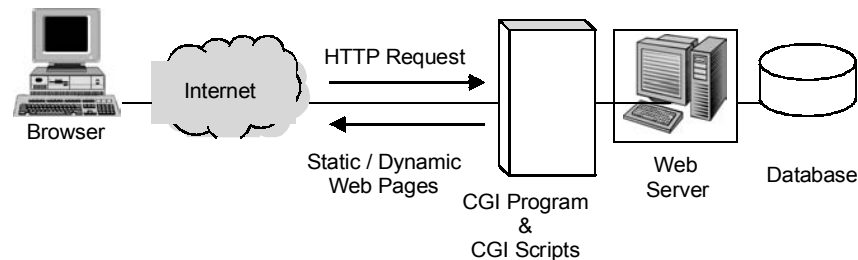 HTTP Request
Internet
Browser
Static / Dynamic
Web Pages
CGI Program
&
CGI Scripts
Web
Server
Database